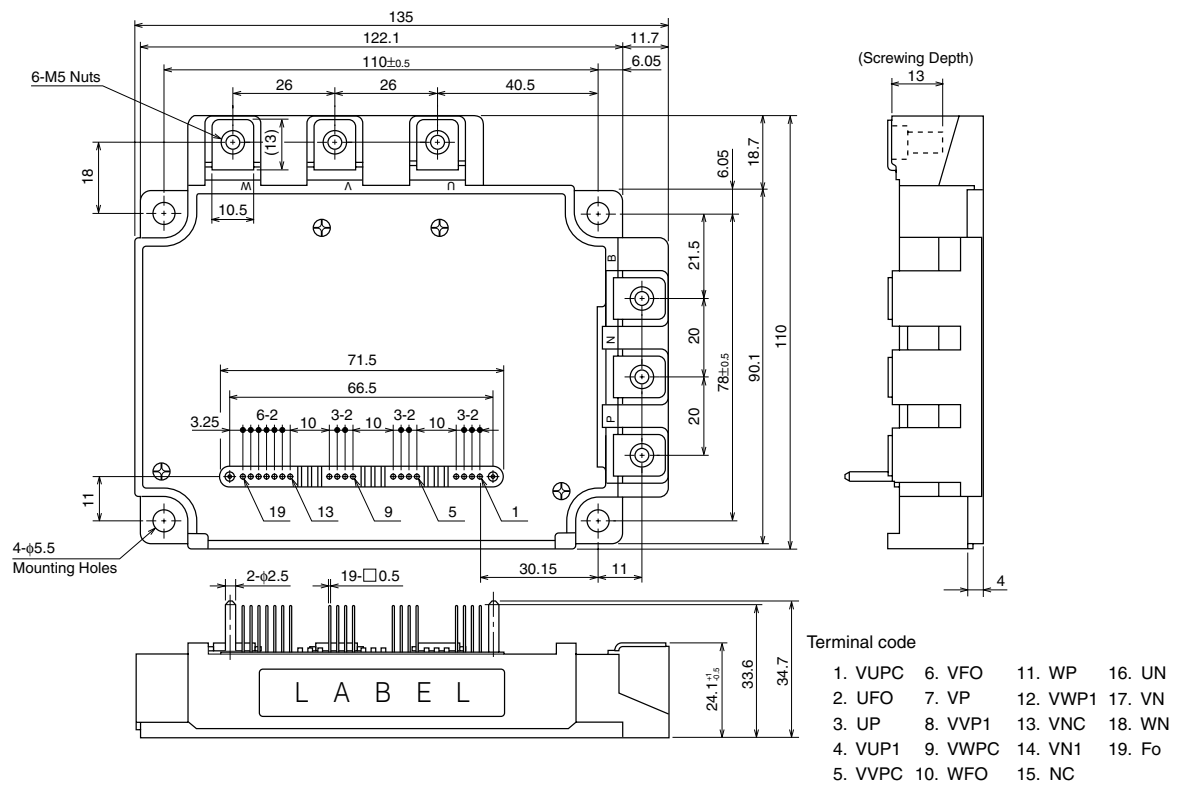 135
122.1
11.7
110±0.5
6.05
(Screwing Depth)
13
6-M5 Nuts
26
26
40.5
(13)
18
10.5
W
V
U
6.05
18.7
B
21.5
N
20
P
20
78±0.5
90.1
110
71.5
66.5
3.25
6-2
10
3-2
10
3-2
10
3-2
11
19
13
9
5
1
4-ϕ5.5
Mounting Holes
30.15
11
4
2-ϕ2.5
19-□0.5
LABEL
24.1 +1 -0.5
33.6
34.7
Terminal code
1. VUPC 6. VFO 11. WP 16. UN
2. UFO 7. VP 12. VWP1 17. VN
3. UP 8. VVP1 13. VNC 18. WN
4. VUP1 9. VWPC 14. VN1 19. Fo
5. VVPC 10. WFO 15. NC